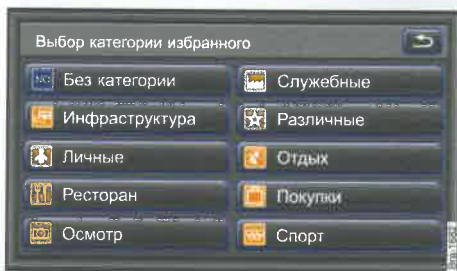 Выбор категории избранного
Без категории
Служебные
Инфраструктура
Различные
Личные
Отдых
Ресторан
Покупки
Осмотр
Спорт